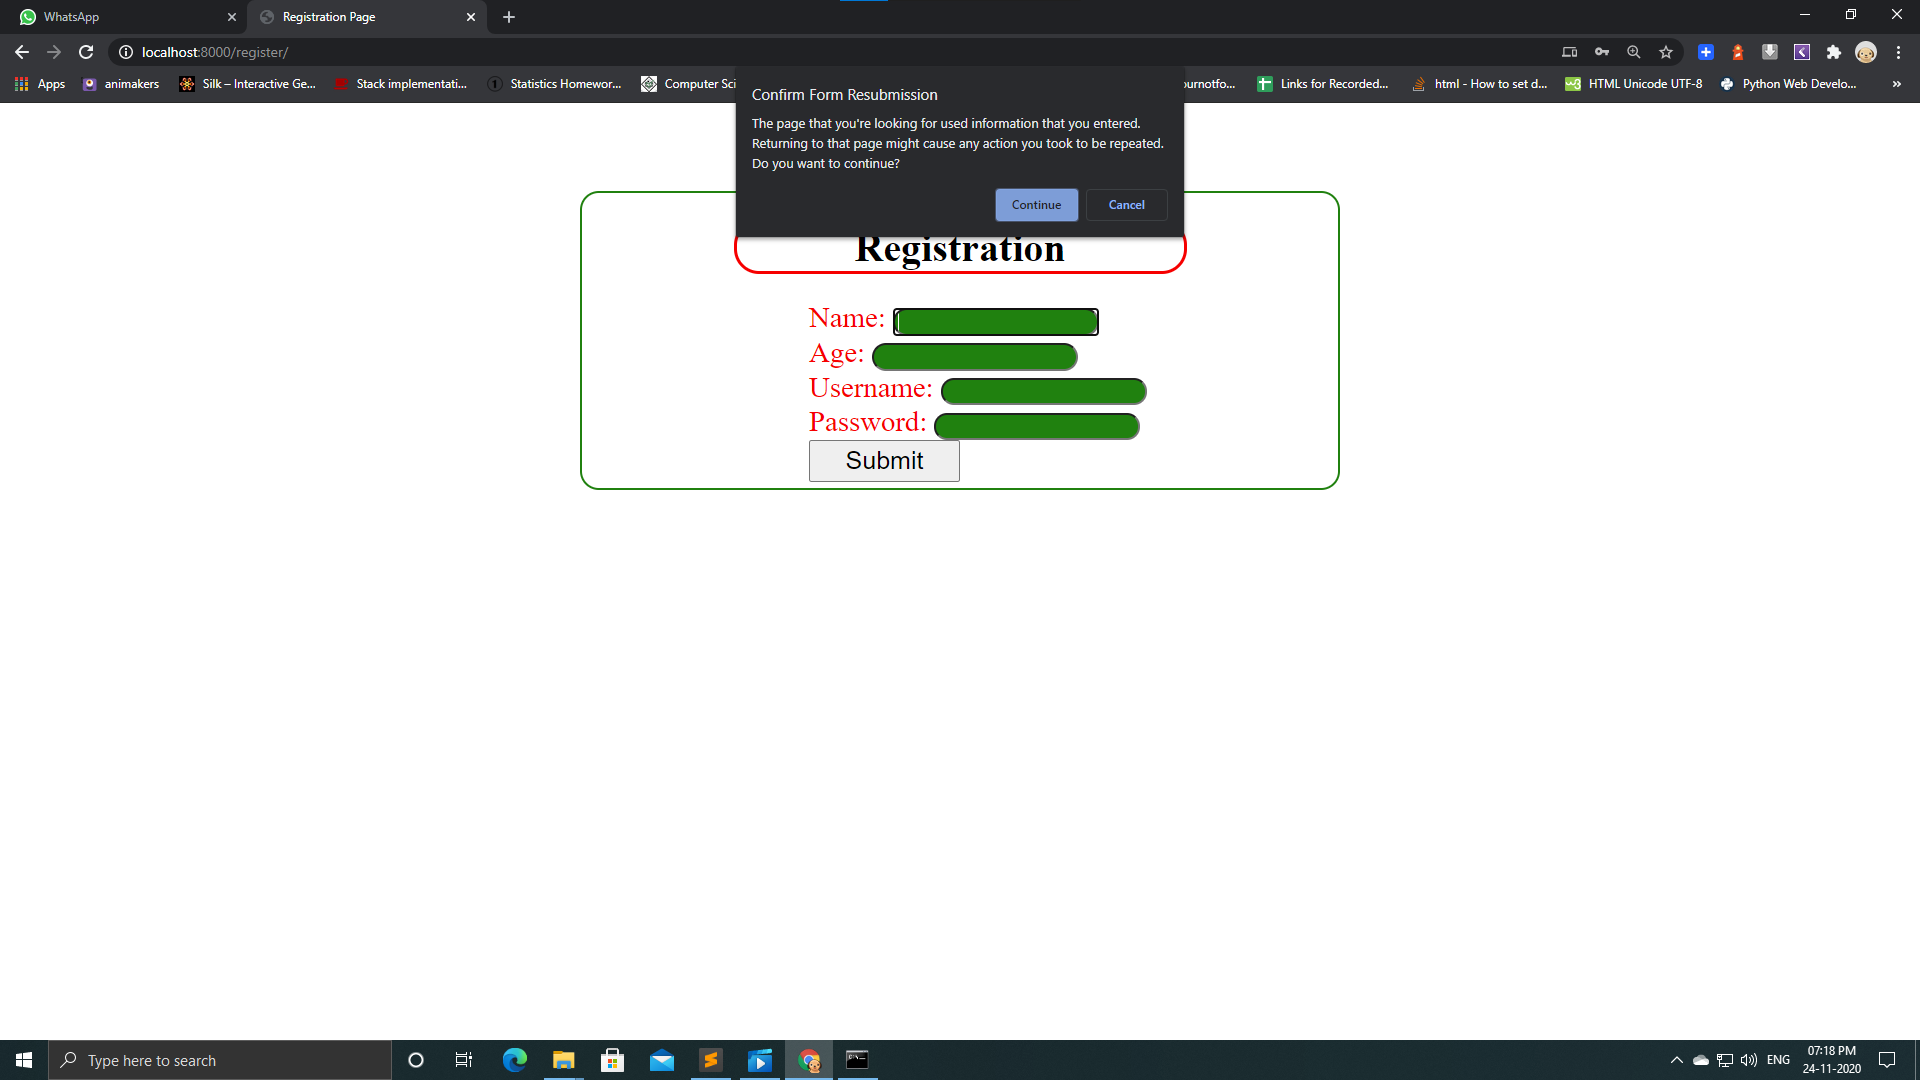 WhatsApp
Registration Page
localhost:8000/register/
Apps
animakers
Silk – Interactive Ge...
Stack implementati...
Statistics Homewor...
Computer Sci
ournotfo...
Links for Recorded...
html - How to set d...
HTML Unicode UTF-8
Python Web Develo...
»
Confirm Form Resubmission
The page that you're looking for used information that you entered.
Returning to that page might cause any action you took to be repeated.
Do you want to continue?
Continue
Cancel
Registration
Name:
Age:
Username:
Password:
Submit
Type here to search
ENG
07:18 PM
24-11-2020